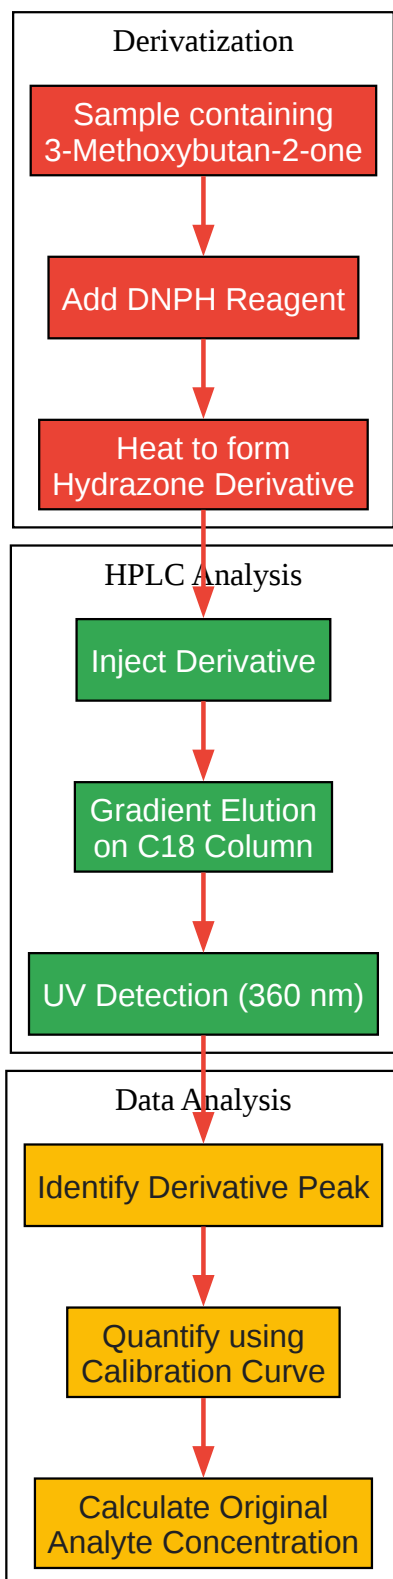 Derivatization
Sample containing
3-Methoxybutan-2-one
Add DNPH Reagent
Heat to form
Hydrazone Derivative
HPLC Analysis
Inject Derivative
Gradient Elution
on C18 Column
UV Detection (360 nm)
Data Analysis
Identify Derivative Peak
Quantify using
Calibration Curve
Calculate Original
Analyte Concentration